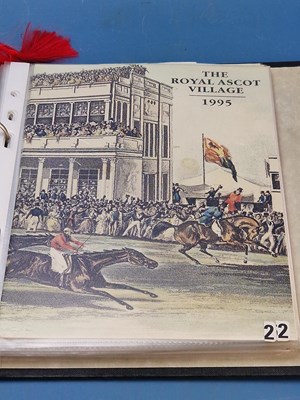 THE
ROYAL ASCOT
VILLAGE
1995
22